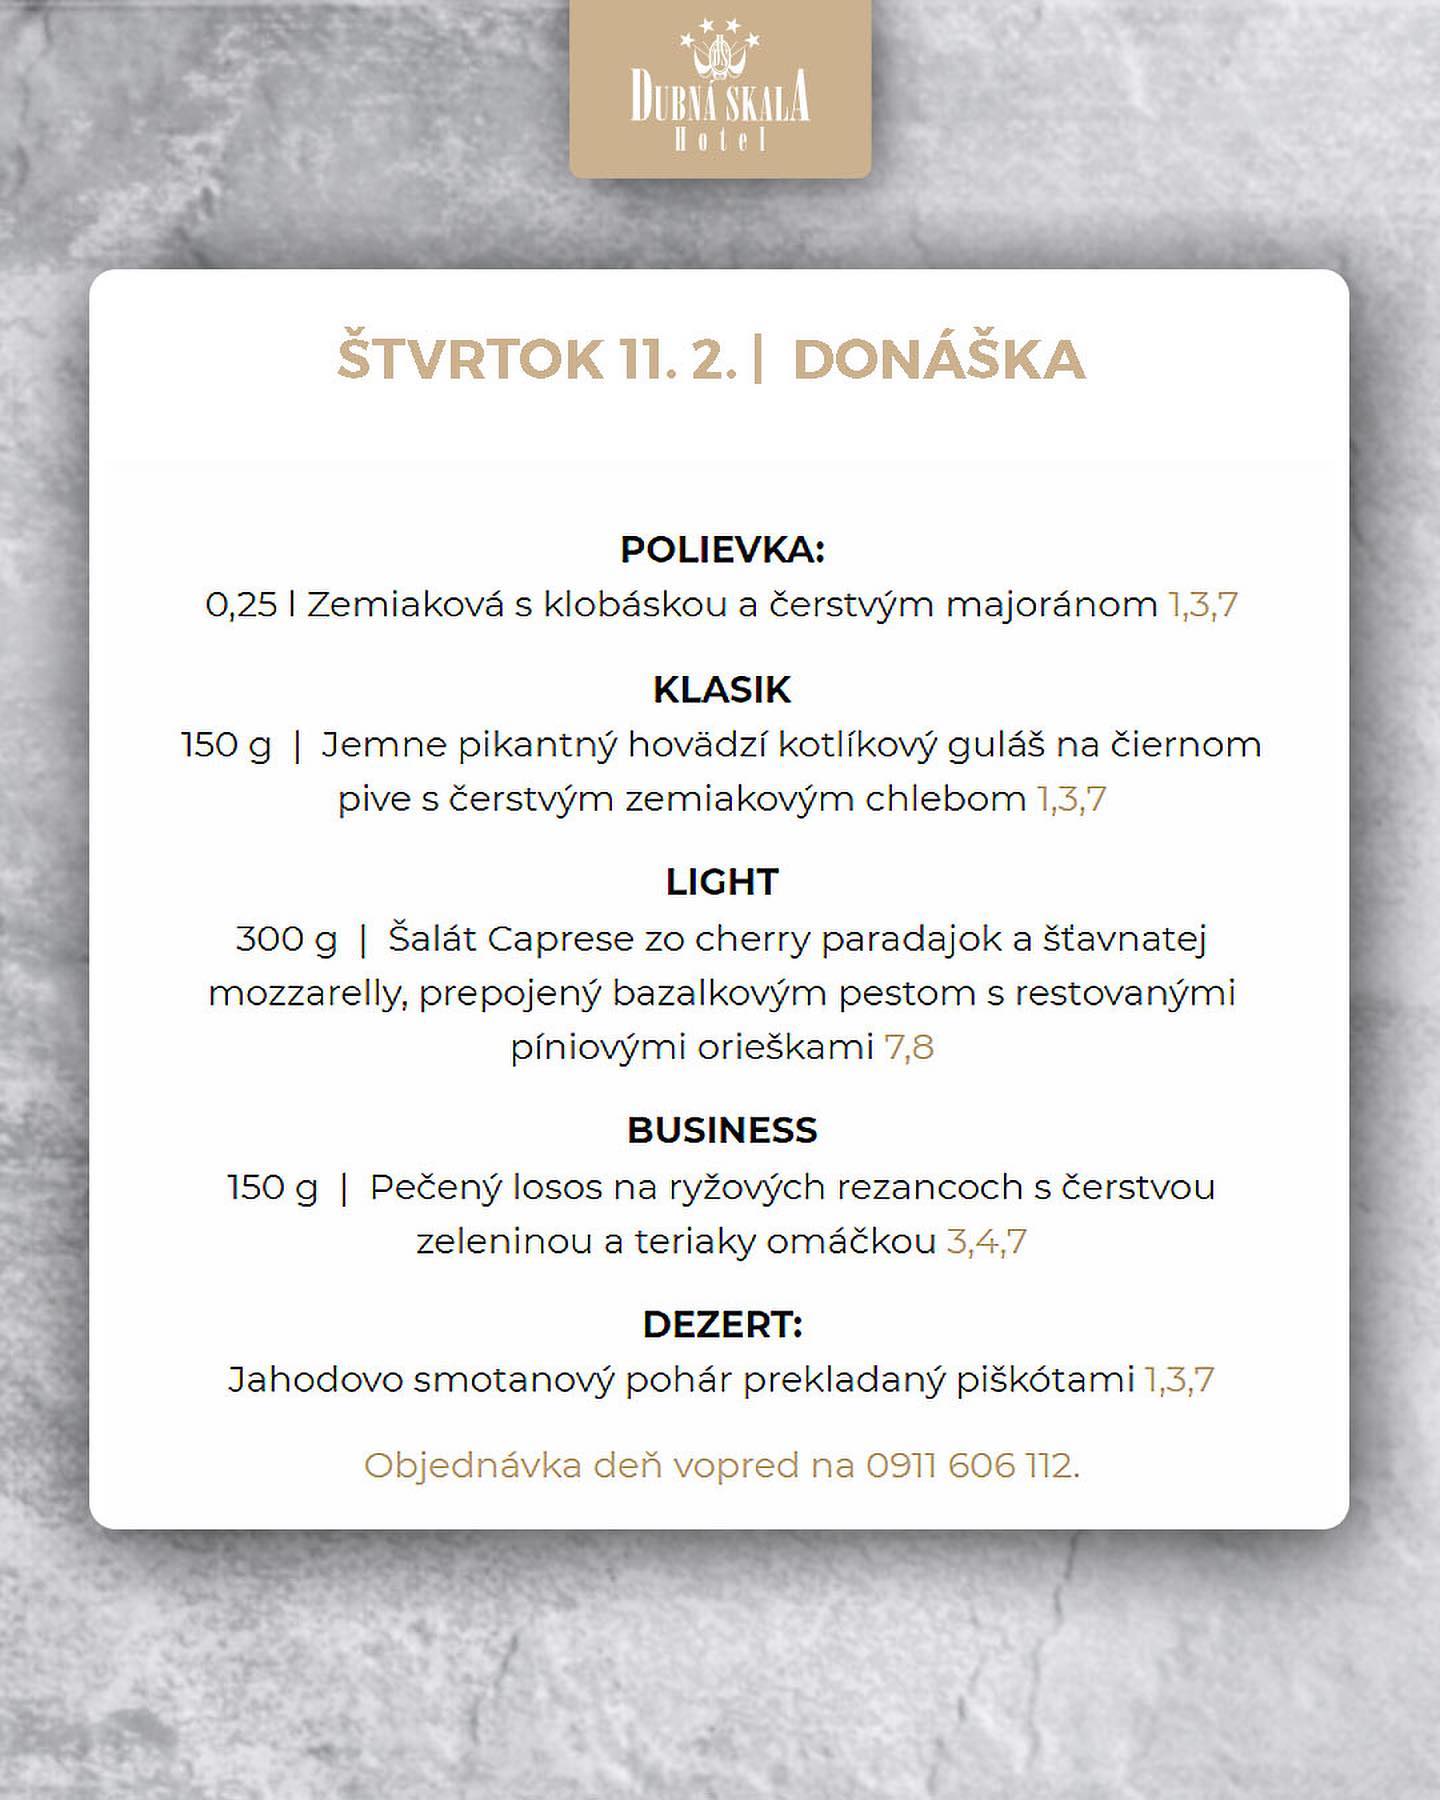 DUBNÁ SKALA
Hotel
ŠTVRTOK 11. 2. | DONÁŠKA
POLIEVKA:
0,25 l Zemiaková s klobáskou a čerstvým majoránom 1,3,7
KLASIK
150 g | Jemne pikantný hovädzí kotlíkový guláš na čiernom
pive s čerstvým zemiakovým chlebom 1,3,7
LIGHT
300 g | Šalát Caprese zo cherry paradajok a šťavnatej
mozzarelly, prepojený bazalkovým pestom s restovanými
píniovými orieškami 7,8
BUSINESS
150 g | Pečený losos na ryžových rezancoch s čerstvou
zeleninou a teriaky omáčkou 3,4,7
DEZERT:
Jahodovo smotanový pohár prekladaný piškótami 1,3,7
Objednávka deň vopred na 0911 606 112.